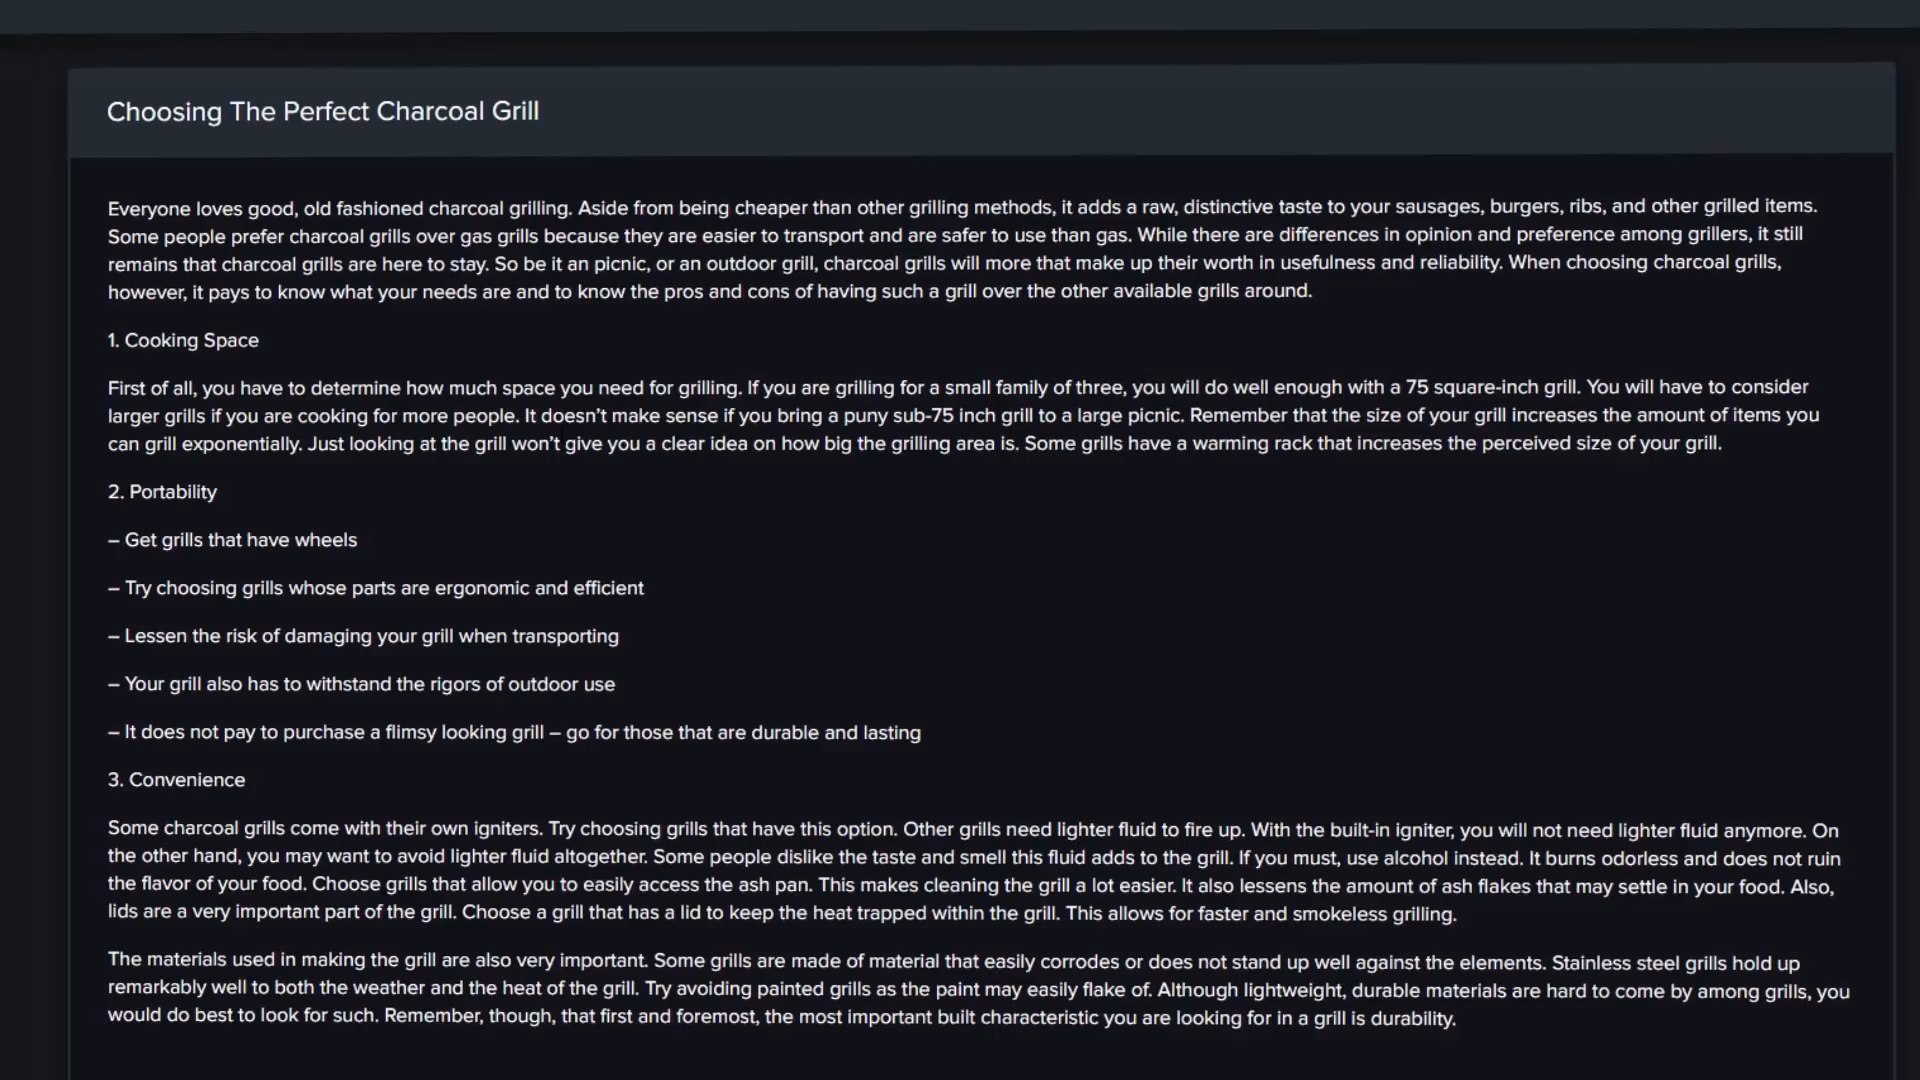 Choosing The Perfect Charcoal Grill
Everyone loves good, old fashioned charcoal grilling. Aside from being cheaper than other grilling methods, it adds a raw, distinctive taste to your sausages, burgers, ribs, and other grilled items.
Some people prefer charcoal grills over gas grills because they are easier to transport and are safer to use than gas. While there are differences in opinion and preference among grillers, it still
remains that charcoal grills are here to stay. So be it an picnic, or an outdoor grill, charcoal grills will more that make up their worth in usefulness and reliability. When choosing charcoal grills,
however, it pays to know what your needs are and to know the pros and cons of having such a grill over the other available grills around.
1. Cooking Space
First of all, you have to determine how much space you need for grilling. If you are grilling for a small family of three, you will do well enough with a 75 square-inch grill. You will have to consider
larger grills if you are cooking for more people. It doesn’t make sense if you bring a puny sub-75 inch grill to a large picnic. Remember that the size of your grill increases the amount of items you
can grill exponentially. Just looking at the grill won’t give you a clear idea on how big the grilling area is. Some grills have a warming rack that increases the perceived size of your grill.
2. Portability
– Get grills that have wheels
– Try choosing grills whose parts are ergonomic and efficient
– Lessen the risk of damaging your grill when transporting
– Your grill also has to withstand the rigors of outdoor use
– It does not pay to purchase a flimsy looking grill – go for those that are durable and lasting
3. Convenience
Some charcoal grills come with their own igniters. Try choosing grills that have this option. Other grills need lighter fluid to fire up. With the built-in igniter, you will not need lighter fluid anymore. On
the other hand, you may want to avoid lighter fluid altogether. Some people dislike the taste and smell this fluid adds to the grill. If you must, use alcohol instead. It burns odorless and does not ruin
the flavor of your food. Choose grills that allow you to easily access the ash pan. This makes cleaning the grill a lot easier. It also lessens the amount of ash flakes that may settle in your food. Also,
lids are a very important part of the grill. Choose a grill that has a lid to keep the heat trapped within the grill. This allows for faster and smokeless grilling.
The materials used in making the grill are also very important. Some grills are made of material that easily corrodes or does not stand up well against the elements. Stainless steel grills hold up
remarkably well to both the weather and the heat of the grill. Try avoiding painted grills as the paint may easily flake of. Although lightweight, durable materials are hard to come by among grills, you
would do best to look for such. Remember, though, that first and foremost, the most important built characteristic you are looking for in a grill is durability.